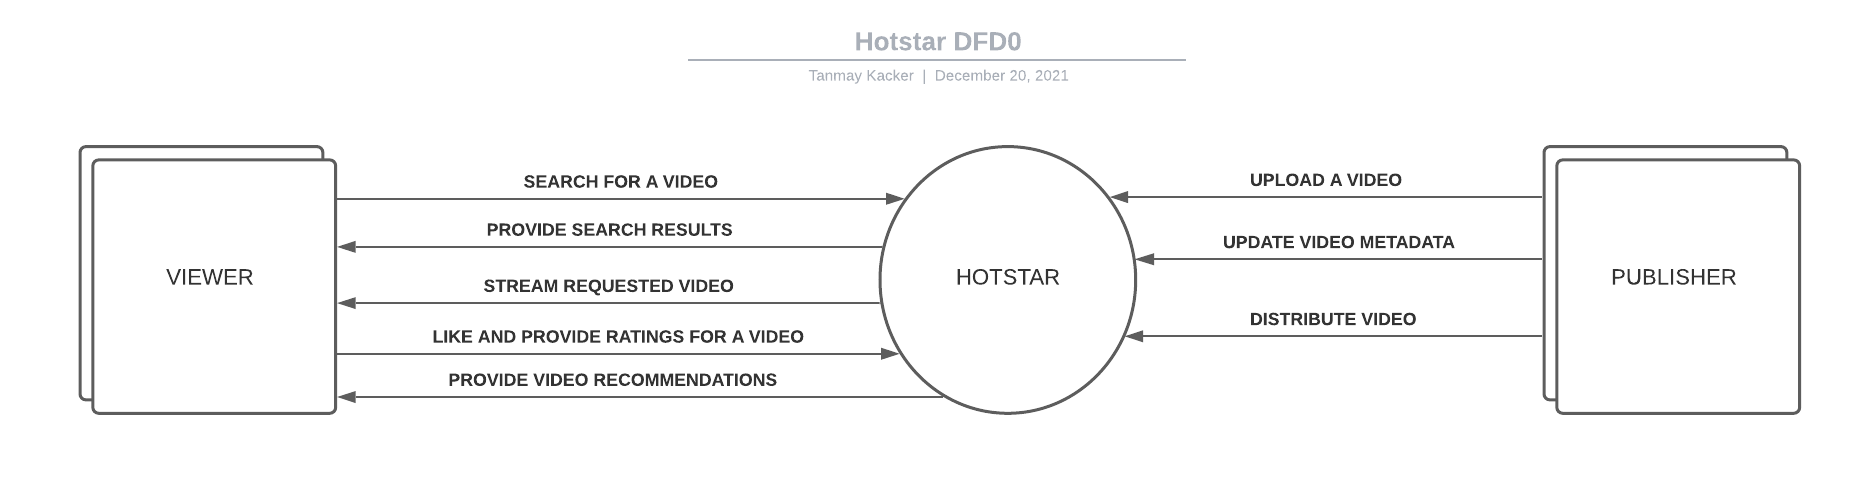 Hotstar DFD0
Tanmay Kacker | December 20, 2021
SEARCH FOR A VIDEO
PROVIDE SEARCH RESULTS
VIEWER
STREAM REQUESTED VIDEO
LIKE AND PROVIDE RATINGS FOR A VIDEO
PROVIDE VIDEO RECOMMENDATIONS
HOTSTAR
UPLOAD A VIDEO
UPDATE VIDEO METADATA
DISTRIBUTE VIDEO
PUBLISHER